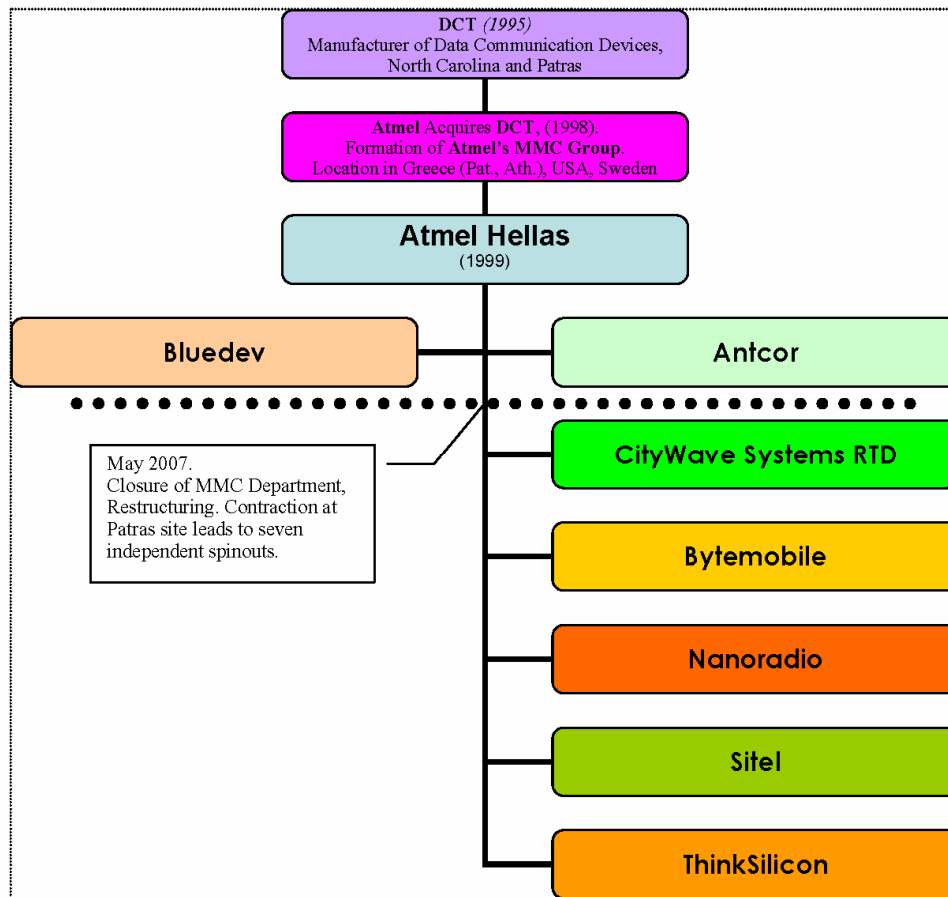 DCT (1995)
Manufacturer of Data Communication Devices,
North Carolina and Patras
Atmel Acquires DCT, (1998).
Formation of Atmel's MMC Group.
Location in Greece (Pat., Ath.), USA, Sweden
Atmel Hellas
(1999)
Bluedev
Antcor
May 2007.
Closure of MMC Department,
Restructuring. Contraction at
Patras site leads to seven
independent spinouts.
CityWave Systems RTD
Bytemobile
Nanoradio
Sitel
ThinkSilicon